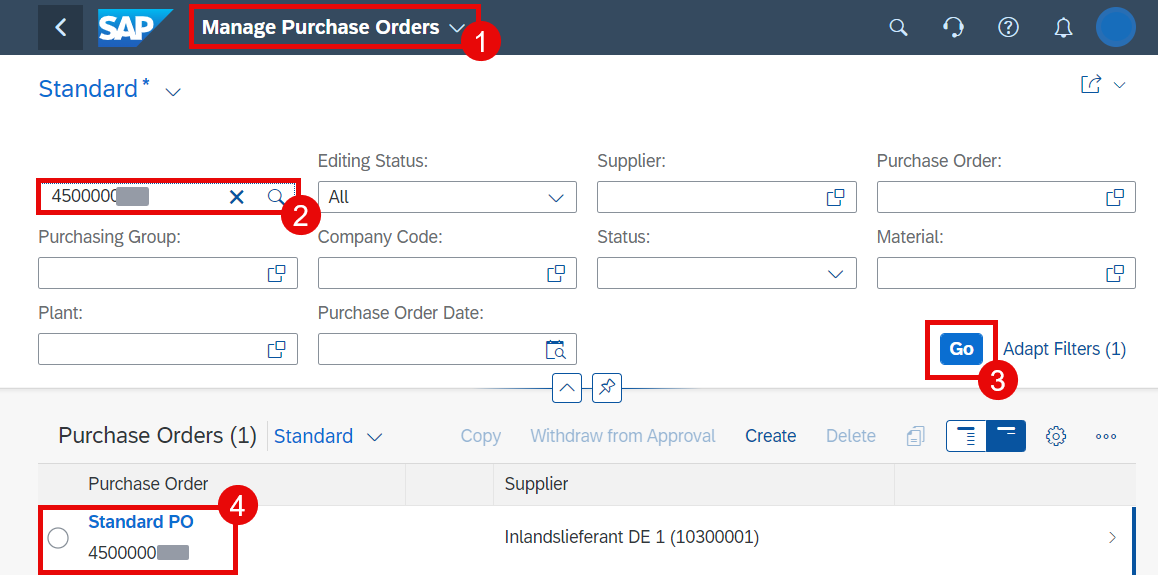 SAP Manage Purchase Orders
1
Standard *
Editing Status:
Supplier:
Purchase Order:
4500000
All
2
Purchasing Group:
Company Code:
Status:
Material:
Plant:
Purchase Order Date:
Go
Adapt Filters (1)
3
Purchase Orders (1) Standard
Copy
Withdraw from Approval
Create
Delete
Purchase Order
Supplier
4
Standard PO
4500000
Inlandslieferant DE 1 (10300001)